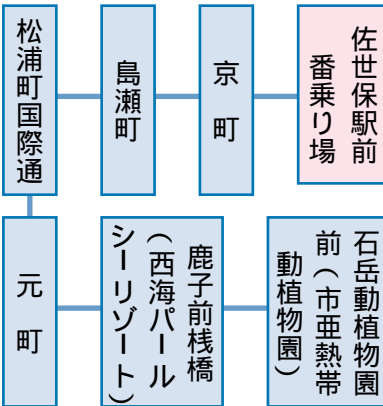 佐世保駅前
番乗り場
京町
島瀬町
松浦町国際通
元町
鹿子前桟橋
(西海パール
シーリゾート)
石岳動植物園
前(市亜熱帯
動植物園)